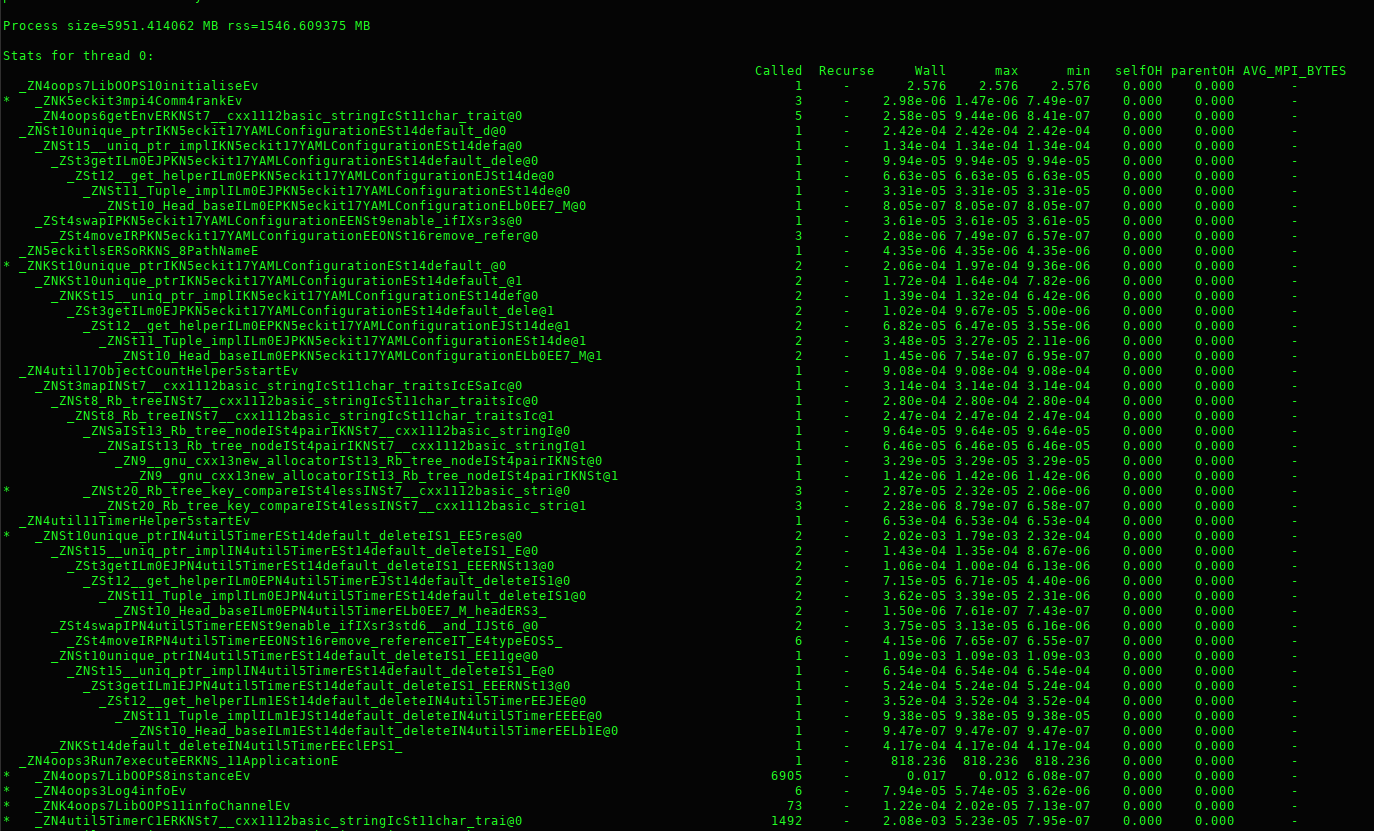 Process size=5951.414062 MB rss=1546.609375 MB
Stats for thread 0:
Called Recurse Wall max min selfOH parentOH AVG_MPI_BYTES
_ZN4oops7LibOOPS10initialiseEv 1 - 2.576 2.576 2.576 0.000 0.000 -
* _ZNK5eckit3mpi4Comm4rankEv 3 - 2.98e-06 1.47e-06 7.49e-07 0.000 0.000 -
_ZN4oops6getEnvERKNSt7__cxx1112basic_stringIcSt11char_trait@0 5 - 2.58e-05 9.44e-06 8.41e-07 0.000 0.000 -
_ZNSt10unique_ptrIKN5eckit17YAMLConfigurationESt14default_d@0 1 - 2.42e-04 2.42e-04 2.42e-04 0.000 0.000 -
_ZNSt15__uniq_ptr_implIKN5eckit17YAMLConfigurationESt14defa@0 1 - 1.34e-04 1.34e-04 1.34e-04 0.000 0.000 -
_ZSt3getILm0EJPKN5eckit17YAMLConfigurationESt14default_dele@0 1 - 9.94e-05 9.94e-05 9.94e-05 0.000 0.000 -
_ZSt12__get_helperILm0EPKN5eckit17YAMLConfigurationEJSt14de@0 1 - 6.63e-05 6.63e-05 6.63e-05 0.000 0.000 -
_ZNSt11_Tuple_implILm0EJPKN5eckit17YAMLConfigurationESt14de@0 1 - 3.31e-05 3.31e-05 3.31e-05 0.000 0.000 -
_ZNSt10_Head_baseILm0EPKN5eckit17YAMLConfigurationELb0EE7_M@0 1 - 8.05e-07 8.05e-07 8.05e-07 0.000 0.000 -
_ZSt4swapIPKN5eckit17YAMLConfigurationEENSt9enable_ifIXsr3s@0 1 - 3.61e-05 3.61e-05 3.61e-05 0.000 0.000 -
_ZSt4moveIRPKN5eckit17YAMLConfigurationEEONSt16remove_refer@0 3 - 2.08e-06 7.49e-07 6.57e-07 0.000 0.000 -
_ZN5eckitlsERSoRKNS_8PathNameE 1 - 4.35e-06 4.35e-06 4.35e-06 0.000 0.000 -
* _ZNKSt10unique_ptrIKN5eckit17YAMLConfigurationESt14default_@0 2 - 2.06e-04 1.97e-04 9.36e-06 0.000 0.000 -
_ZNKSt10unique_ptrIKN5eckit17YAMLConfigurationESt14default_@1 2 - 1.72e-04 1.64e-04 7.82e-06 0.000 0.000 -
_ZNKSt15__uniq_ptr_implIKN5eckit17YAMLConfigurationESt14def@0 2 - 1.39e-04 1.32e-04 6.42e-06 0.000 0.000 -
_ZSt3getILm0EJPKN5eckit17YAMLConfigurationESt14default_dele@1 2 - 1.02e-04 9.67e-05 5.00e-06 0.000 0.000 -
_ZSt12__get_helperILm0EPKN5eckit17YAMLConfigurationEJSt14de@1 2 - 6.82e-05 6.47e-05 3.55e-06 0.000 0.000 -
_ZNSt11_Tuple_implILm0EJPKN5eckit17YAMLConfigurationESt14de@1 2 - 3.48e-05 3.27e-05 2.11e-06 0.000 0.000 -
_ZNSt10_Head_baseILm0EPKN5eckit17YAMLConfigurationELb0EE7_M@1 2 - 1.45e-06 7.54e-07 6.95e-07 0.000 0.000 -
_ZN4util17ObjectCountHelper5startEv 1 - 9.08e-04 9.08e-04 9.08e-04 0.000 0.000 -
_ZNSt3mapINSt7__cxx1112basic_stringIcSt11char_traitsIcESaIc@0 1 - 3.14e-04 3.14e-04 3.14e-04 0.000 0.000 -
_ZNSt8_Rb_treeINSt7__cxx1112basic_stringIcSt11char_traitsIc@0 1 - 2.80e-04 2.80e-04 2.80e-04 0.000 0.000 -
_ZNSt8_Rb_treeINSt7__cxx1112basic_stringIcSt11char_traitsIc@1 1 - 2.47e-04 2.47e-04 2.47e-04 0.000 0.000 -
_ZNSaISt13_Rb_tree_nodeISt4pairIKNSt7__cxx1112basic_stringI@0 1 - 9.64e-05 9.64e-05 9.64e-05 0.000 0.000 -
_ZNSaISt13_Rb_tree_nodeISt4pairIKNSt7__cxx1112basic_stringI@1 1 - 6.46e-05 6.46e-05 6.46e-05 0.000 0.000 -
_ZN9__gnu_cxx13new_allocatorISt13_Rb_tree_nodeISt4pairIKNSt@0 1 - 3.29e-05 3.29e-05 3.29e-05 0.000 0.000 -
_ZN9__gnu_cxx13new_allocatorISt13_Rb_tree_nodeISt4pairIKNSt@1 1 - 1.42e-06 1.42e-06 1.42e-06 0.000 0.000 -
* _ZNSt20_Rb_tree_key_compareISt4lessINSt7__cxx1112basic_stri@0 3 - 2.87e-05 2.32e-05 2.06e-06 0.000 0.000 -
_ZNSt20_Rb_tree_key_compareISt4lessINSt7__cxx1112basic_stri@1 3 - 2.28e-06 8.79e-07 6.58e-07 0.000 0.000 -
_ZN4util11TimerHelper5startEv 1 - 6.53e-04 6.53e-04 6.53e-04 0.000 0.000 -
* _ZNSt10unique_ptrIN4util5TimerESt14default_deleteIS1_EE5res@0 2 - 2.02e-03 1.79e-03 2.32e-04 0.000 0.000 -
_ZNSt15__uniq_ptr_implIN4util5TimerESt14default_deleteIS1_E@0 2 - 1.43e-04 1.35e-04 8.67e-06 0.000 0.000 -
_ZSt3getILm0EJPN4util5TimerESt14default_deleteIS1_EEERNSt13@0 2 - 1.06e-04 1.00e-04 6.13e-06 0.000 0.000 -
_ZSt12__get_helperILm0EPN4util5TimerEJSt14default_deleteIS1@0 2 - 7.15e-05 6.71e-05 4.40e-06 0.000 0.000 -
_ZNSt11_Tuple_implILm0EJPN4util5TimerESt14default_deleteIS1@0 2 - 3.62e-05 3.39e-05 2.31e-06 0.000 0.000 -
_ZNSt10_Head_baseILm0EPN4util5TimerELb0EE7_M_headERS3_ 2 - 1.50e-06 7.61e-07 7.43e-07 0.000 0.000 -
_ZSt4swapIPN4util5TimerEENSt9enable_ifIXsr3std6__and_IJSt6_@0 2 - 3.75e-05 3.13e-05 6.16e-06 0.000 0.000 -
_ZSt4moveIRPN4util5TimerEEONSt16remove_referenceIT_E4typeEOS5_ 6 - 4.15e-06 7.65e-07 6.55e-07 0.000 0.000 -
_ZNSt10unique_ptrIN4util5TimerESt14default_deleteIS1_EE11ge@0 1 - 1.09e-03 1.09e-03 1.09e-03 0.000 0.000 -
_ZNSt15__uniq_ptr_implIN4util5TimerESt14default_deleteIS1_E@0 1 - 6.54e-04 6.54e-04 6.54e-04 0.000 0.000 -
_ZSt3getILm1EJPN4util5TimerESt14default_deleteIS1_EEERNSt13@0 1 - 5.24e-04 5.24e-04 5.24e-04 0.000 0.000 -
_ZSt12__get_helperILm1ESt14default_deleteIN4util5TimerEEJEE@0 1 - 3.52e-04 3.52e-04 3.52e-04 0.000 0.000 -
_ZNSt11_Tuple_implILm1EJSt14default_deleteIN4util5TimerEEEE@0 1 - 9.38e-05 9.38e-05 9.38e-05 0.000 0.000 -
_ZNSt10_Head_baseILm1ESt14default_deleteIN4util5TimerEELb1E@0 1 - 9.47e-07 9.47e-07 9.47e-07 0.000 0.000 -
_ZNKSt14default_deleteIN4util5TimerEEclEPS1_ 1 - 4.17e-04 4.17e-04 4.17e-04 0.000 0.000 -
_ZN4oops3Run7executeERKNS_11ApplicationE 1 - 818.236 818.236 818.236 0.000 0.000 -
* _ZN4oops7LibOOPS8instanceEv 6905 - 0.017 0.012 6.08e-07 0.000 0.000 -
* _ZN4oops3Log4infoEv 6 - 7.94e-05 5.74e-05 3.62e-06 0.000 0.000 -
* _ZNK4oops7LibOOPS11infoChannelEv 73 - 1.22e-04 2.02e-05 7.13e-07 0.000 0.000 -
* _ZN4util5TimerC1ERKNSt7__cxx1112basic_stringIcSt11char_trai@0 1492 - 2.08e-03 5.23e-05 7.95e-07 0.000 0.000 -